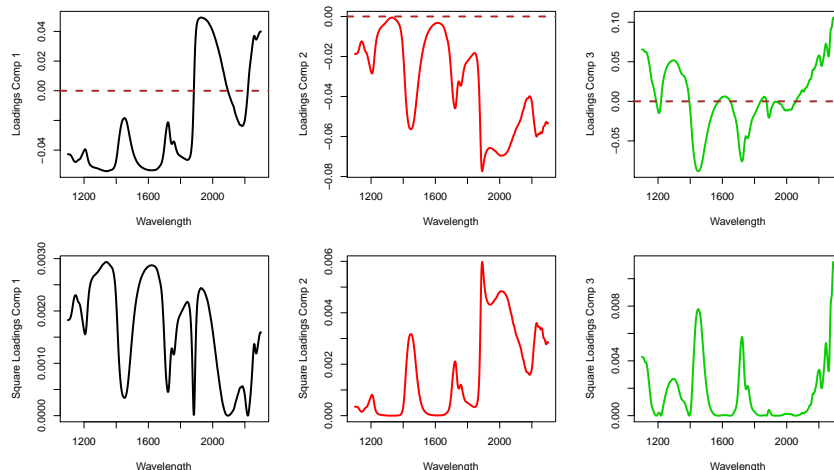 Loadings Comp 1
0.04
0.02
0.00
−0.04
1200 1600 2000
Wavelength
Loadings Comp 2
0.00
−0.02
−0.04
−0.06
−0.08
1200 1600 2000
Wavelength
Loadings Comp 3
0.10
0.05
0.00
−0.05
1200 1600 2000
Wavelength
Square Loadings Comp 1
0.0030
0.0020
0.0010
0.0000
1200 1600 2000
Wavelength
Square Loadings Comp 2
0.006
0.004
0.002
0.000
1200 1600 2000
Wavelength
Square Loadings Comp 3
0.008
0.004
0.000
1200 1600 2000
Wavelength